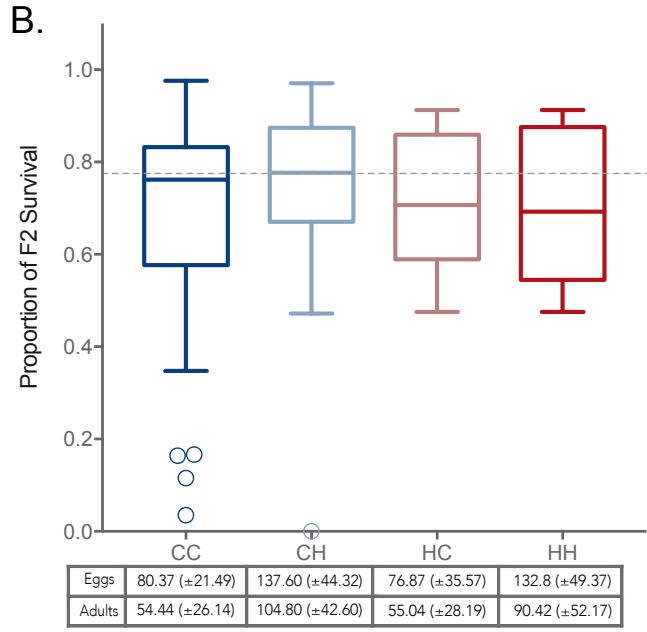 B.
Proportion of F2 Survival
1.0
0.8
0.6
0.4
0.2
0.0
CC CH HC HH
Eggs 80.37 (±21.49) 137.60 (±44.32) 76.87 (±35.57) 132.8 (±49.37)
Adults 54.44 (±26.14) 104.80 (±42.60) 55.04 (±28.19) 90.42 (±52.17)